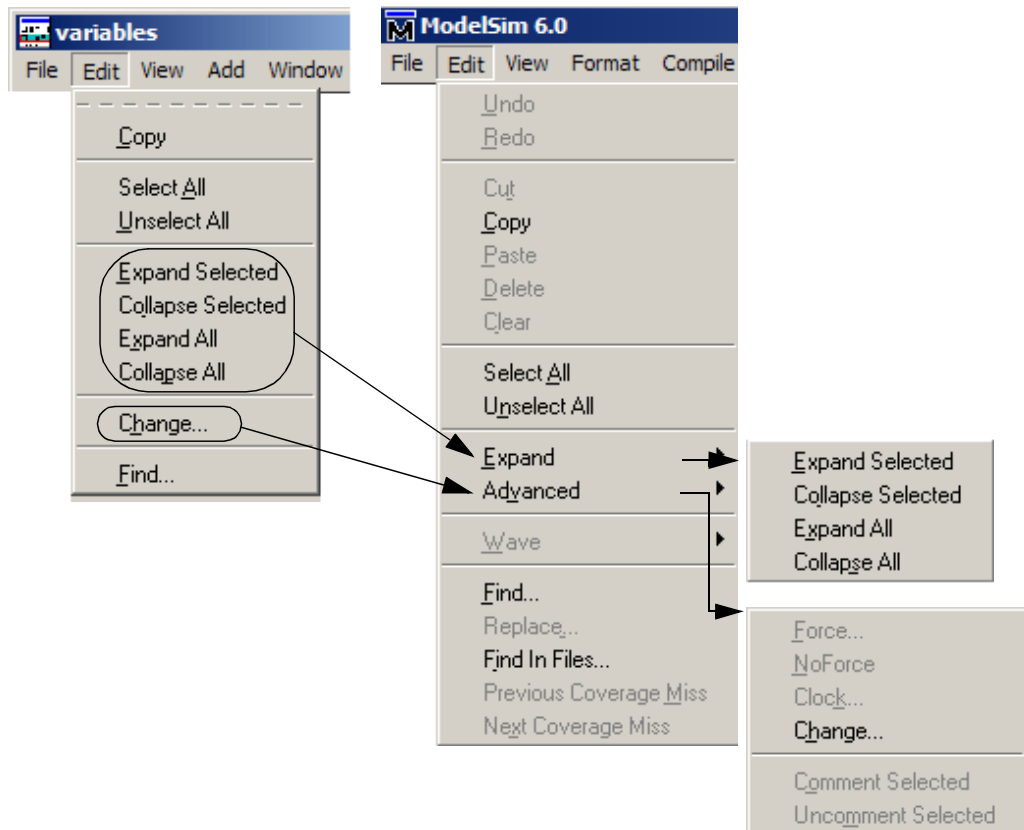 variables
File Edit View Add Window
Copy
Select All
Unselect All
Expand Selected
Collapse Selected
Expand All
Collapse All
Change...
Find...
ModelSim 6.0
File Edit View Format Compile
Undo
Redo
Cut
Copy
Paste
Delete
Clear
Select All
Unselect All
Expand
Advanced
Wave
Find...
Replace...
Find In Files...
Previous Coverage Miss
Next Coverage Miss
Expand Selected
Collapse Selected
Expand All
Collapse All
Force...
NoForce
Clock...
Change...
Comment Selected
Uncomment Selected